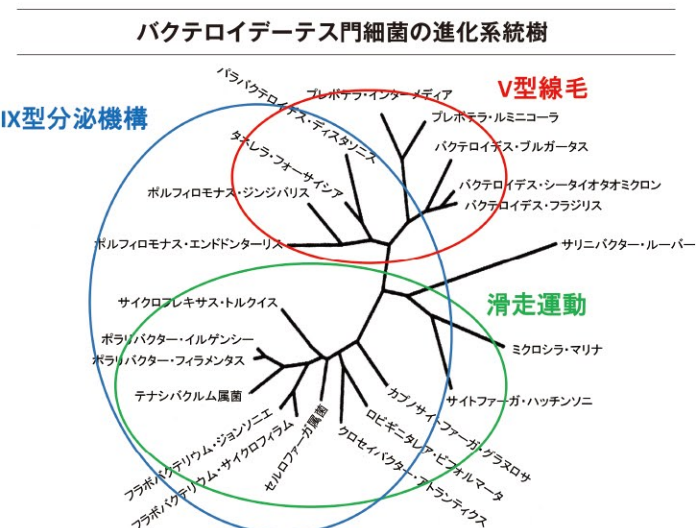 バクテロイデーテス門細菌の進化系統樹
V型線毛
IX型分泌機構
プレボテラ・インターメディア
パラバクテロイデス・ディスタソニス
プレボテラ・ルミニコーラ
タネレラ・フォーサイシア
バクテロイデス・ブルガータス
ポルフィロモナス・ジンジバリス
バクテロイデス・シータイオタオミクロン
バクテロイデス・フラジリス
ポルフィロモナス・エンドドンターリス
サリニバクター・ルーバー
サイクロフレキサス・トルクイス
滑走運動
ポラリバクター・イルゲンシー
ポラリバクター・フィラメンタス
ミクロシラ・マリナ
テナシバクルム属菌
サイトファーガ・ハッチンソニ
フラボバクテリウム・ジョンソニエ
フラボバクテリウム・サイクロフィラム
セルロファーガ属菌
クロセイバクター・アトランティクス
ロビギニタレア・ビフォルマータ
カプノサイトファーガ・グラヌロサ